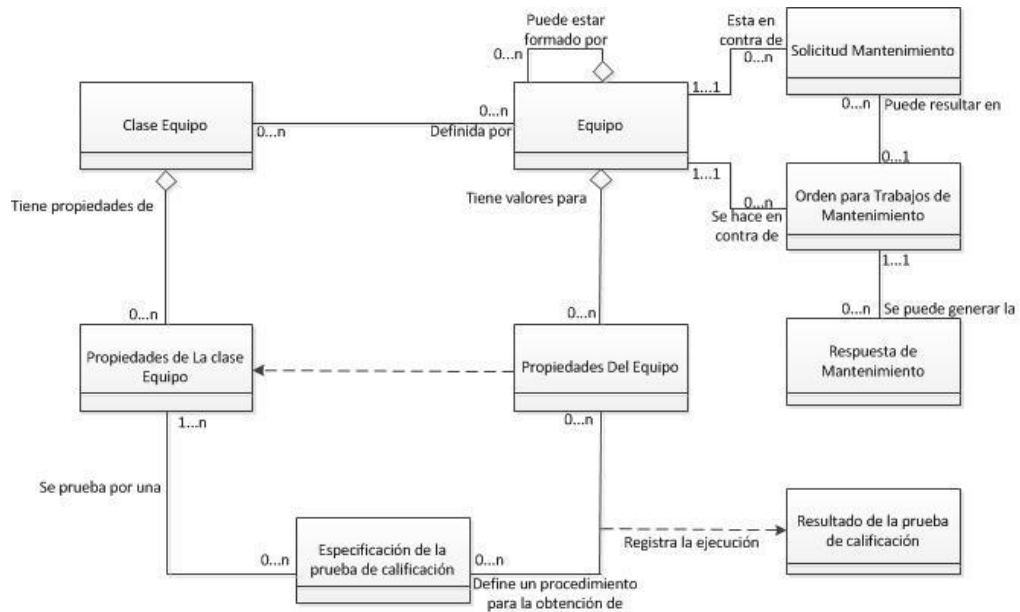 Puede estar
formado por
0...n
Esta en
contra de
0...n
Solicitud Mantenimiento
1...1
Clase Equipo
0...n
0...n
Definida por
Equipo
0...n
Puede resultar en
0...1
1...1
0...n
Se hace en
contra de
Orden para Trabajos de
Mantenimiento
Tiene propiedades de
Tiene valores para
1...1
0...n
0...n
0...n
Se puede generar la
Propiedades de La clase
Equipo
Propiedades Del Equipo
Respuesta de
Mantenimiento
1...n
0...n
Se prueba por una
Especificación de la
prueba de calificación
0...n
0...n
Define un procedimiento
para la obtención de
Registra la ejecución
Resultado de la prueba
de calificación